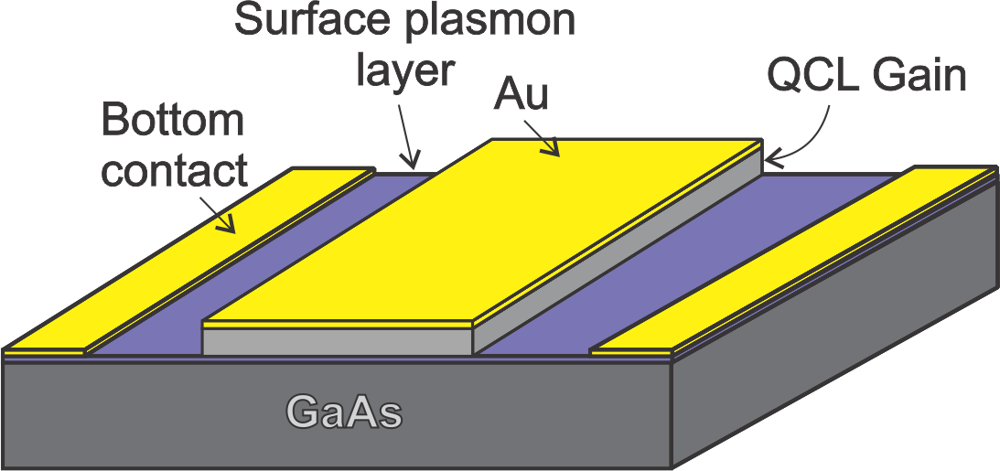 Surface plasmon
layer
Au
QCL Gain
Bottom
contact
GaAs